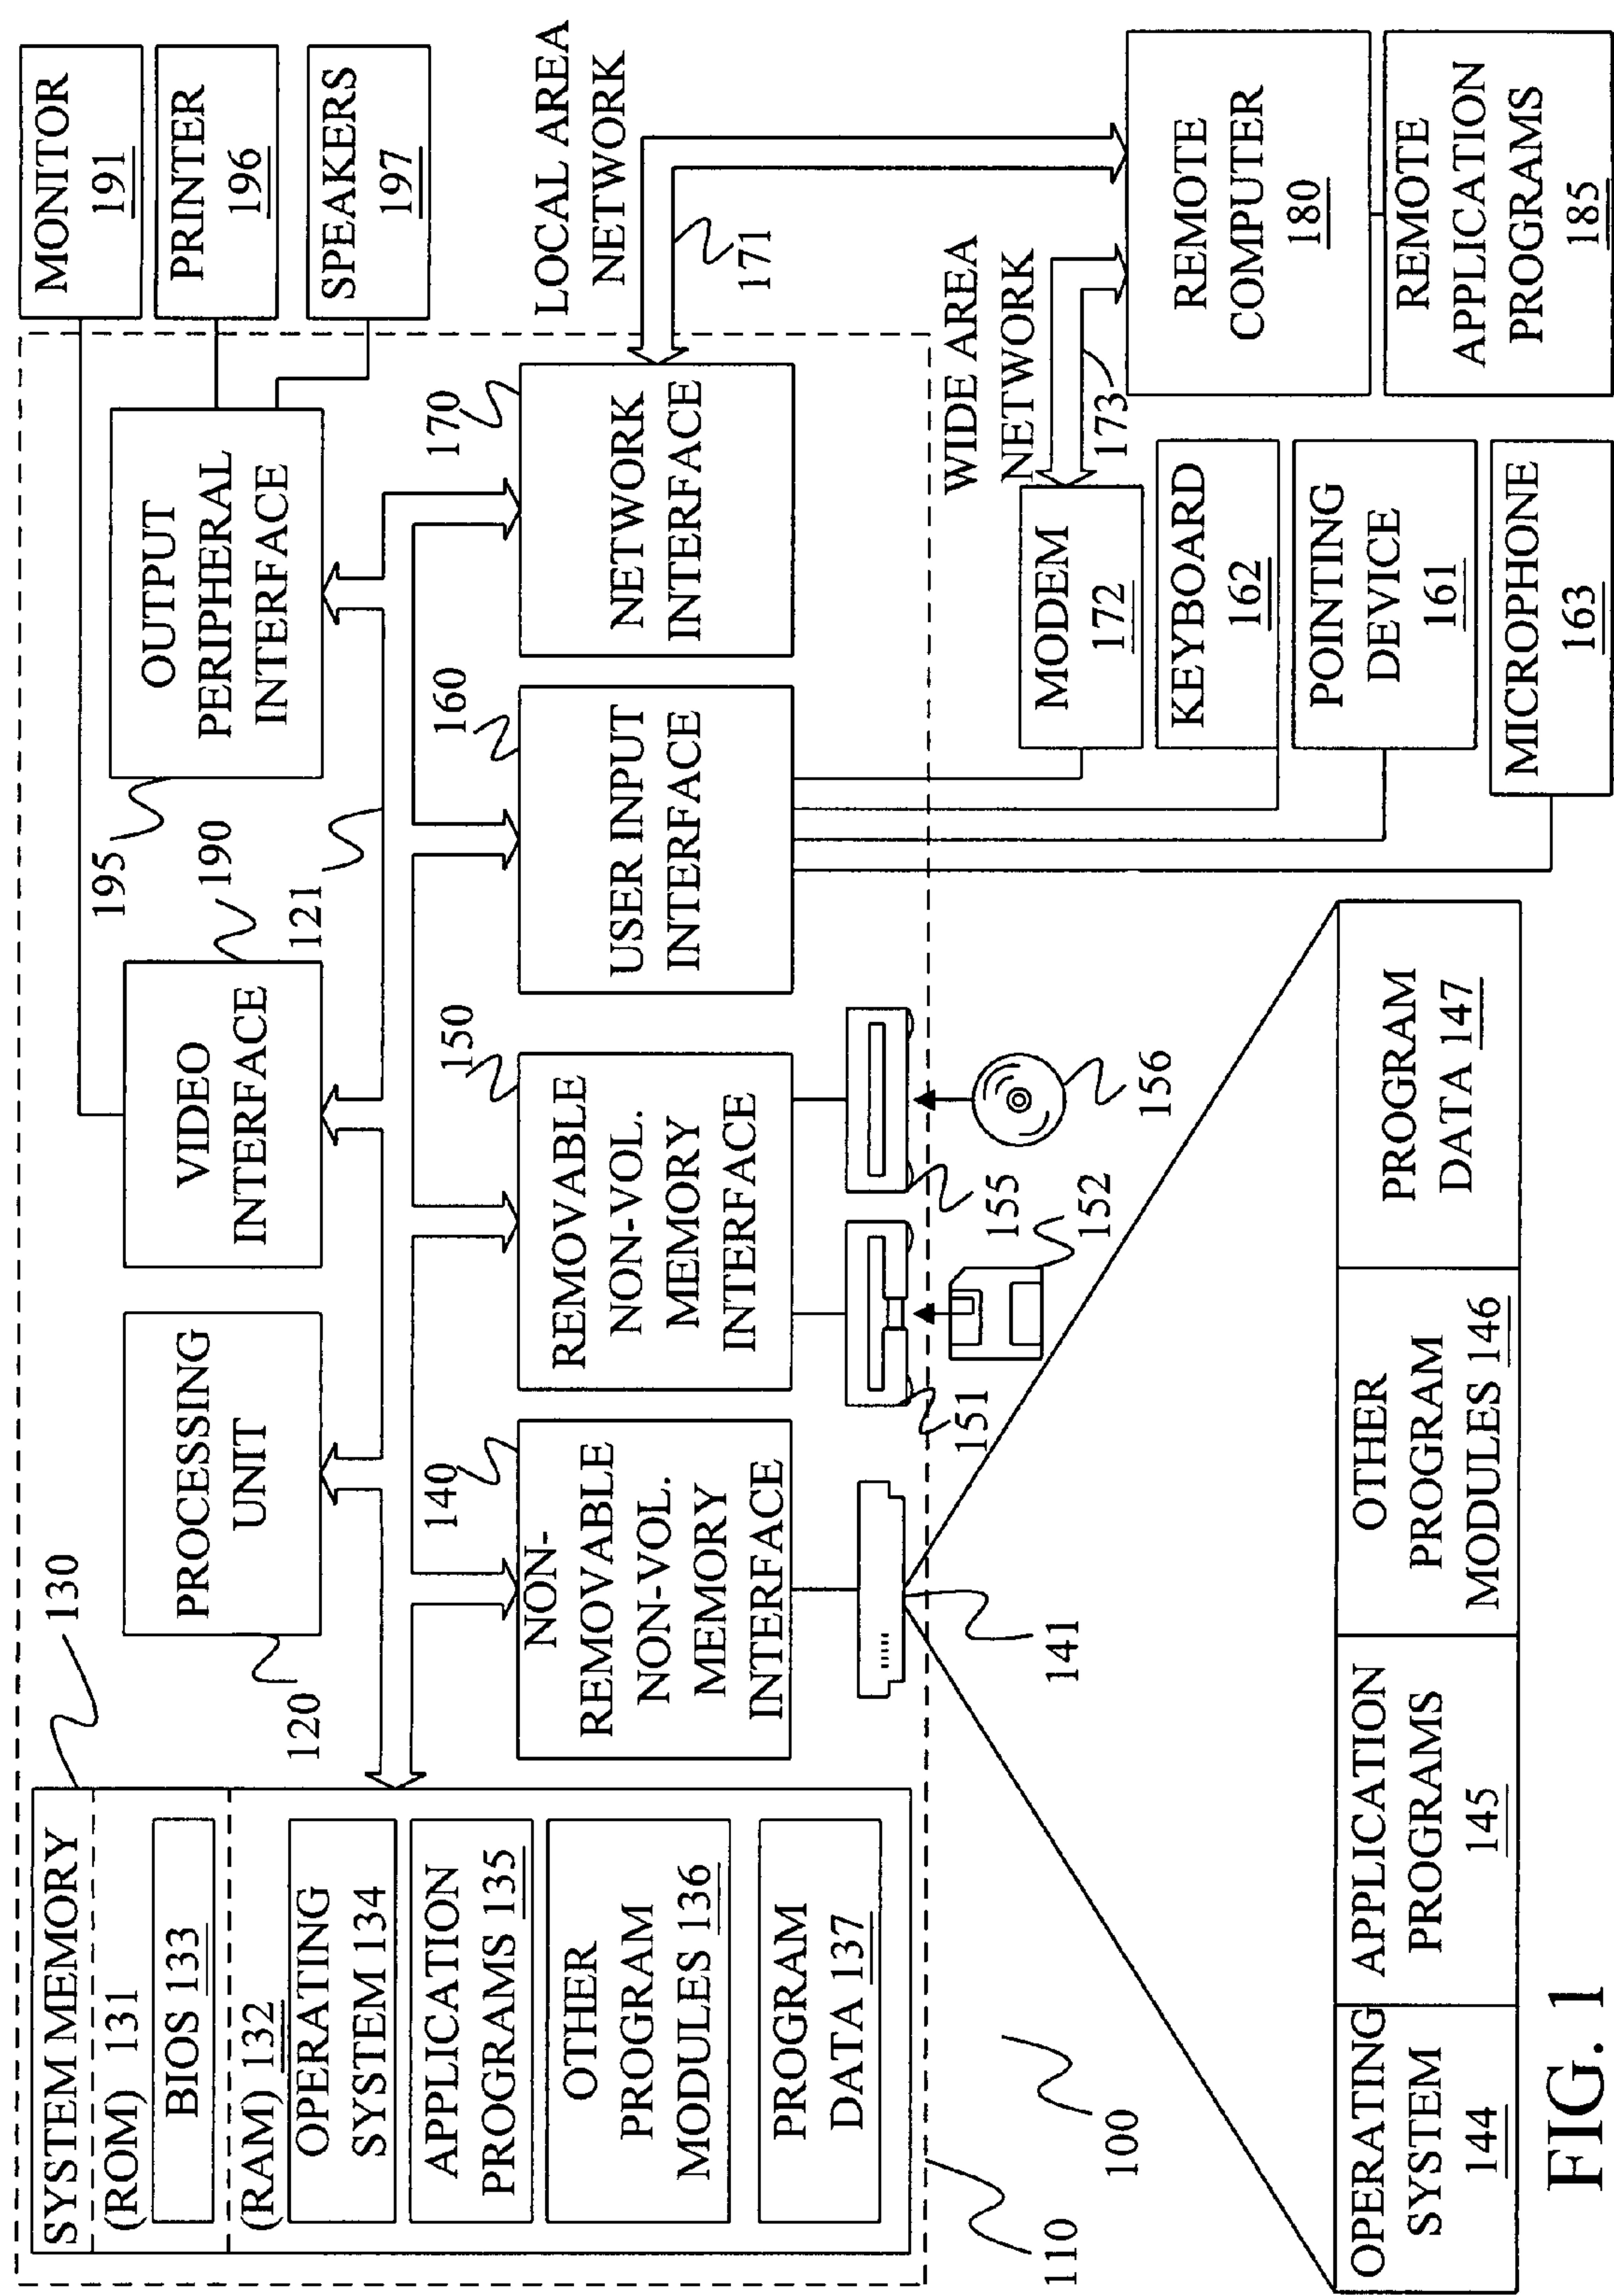 SYSTEM MEMORY
(ROM) 131
BIOS 133
(RAM) 132
OPERATING
SYSTEM 134
APPLICATION
PROGRAMS 135
OTHER
PROGRAM
MODULES 136
PROGRAM
DATA 137
130
PROCESSING
UNIT
120
VIDEO
INTERFACE
190
121
OUTPUT
PERIPHERAL
INTERFACE
195
MONITOR
191
PRINTER
196
SPEAKERS
197
140
NON-
REMOVABLE
NON-VOL.
MEMORY
INTERFACE
150
REMOVABLE
NON-VOL.
MEMORY
INTERFACE
160
USER INPUT
INTERFACE
170
NETWORK
INTERFACE
LOCAL AREA
NETWORK
171
141
151
152
155
156
WIDE AREA
NETWORK
173
MODEM
172
KEYBOARD
162
POINTING
DEVICE
161
MICROPHONE
163
REMOTE
COMPUTER
180
REMOTE
APPLICATION
PROGRAMS
185
110
100
OPERATING
SYSTEM
144
APPLICATION
PROGRAMS
145
OTHER
PROGRAM
MODULES 146
PROGRAM
DATA 147
FIG. 1